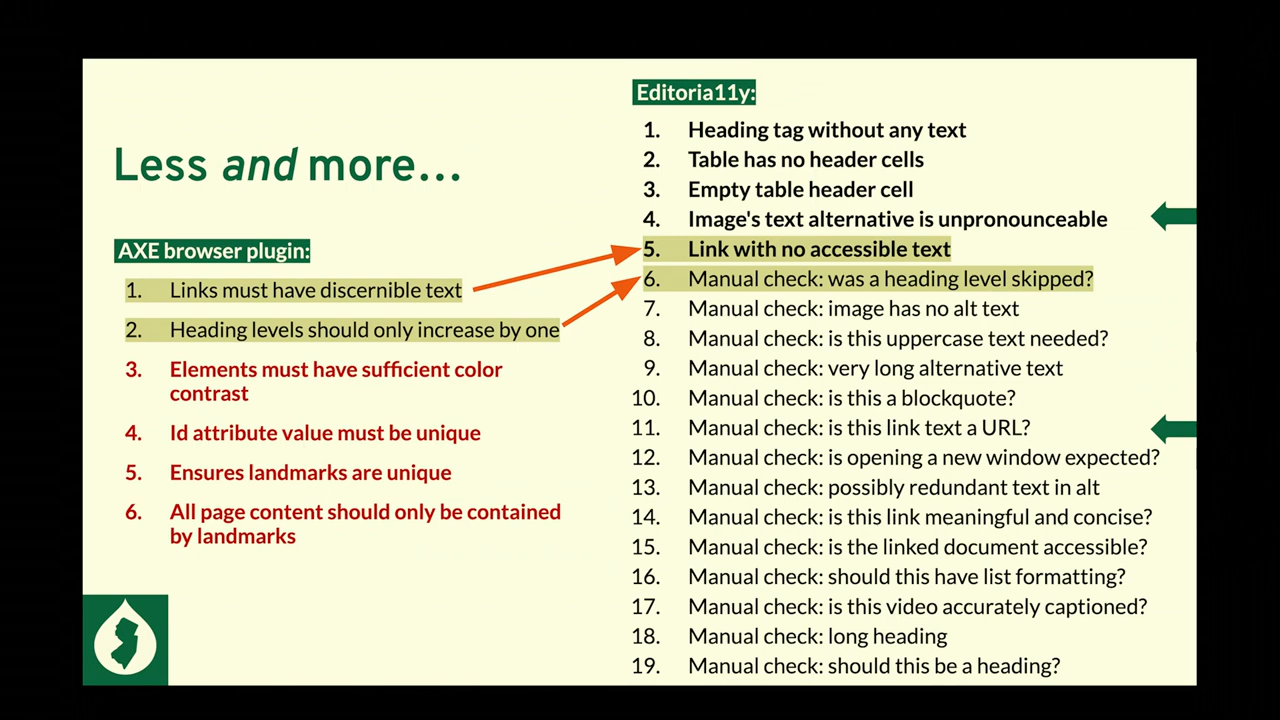 Less and more...
AXE browser plugin:
1. Links must have discernible text
2. Heading levels should only increase by one
3. Elements must have sufficient color
contrast
4. Id attribute value must be unique
5. Ensures landmarks are unique
6. All page content should only be contained
by landmarks
Editoria11y:
1. Heading tag without any text
2. Table has no header cells
3. Empty table header cell
4. Image's text alternative is unpronounceable
5. Link with no accessible text
6. Manual check: was a heading level skipped?
7. Manual check: image has no alt text
8. Manual check: is this uppercase text needed?
9. Manual check: very long alternative text
10. Manual check: is this a blockquote?
11. Manual check: is this link text a URL?
12. Manual check: is opening a new window expected?
13. Manual check: possibly redundant text in alt
14. Manual check: is this link meaningful and concise?
15. Manual check: is the linked document accessible?
16. Manual check: should this have list formatting?
17. Manual check: is this video accurately captioned?
18. Manual check: long heading
19. Manual check: should this be a heading?